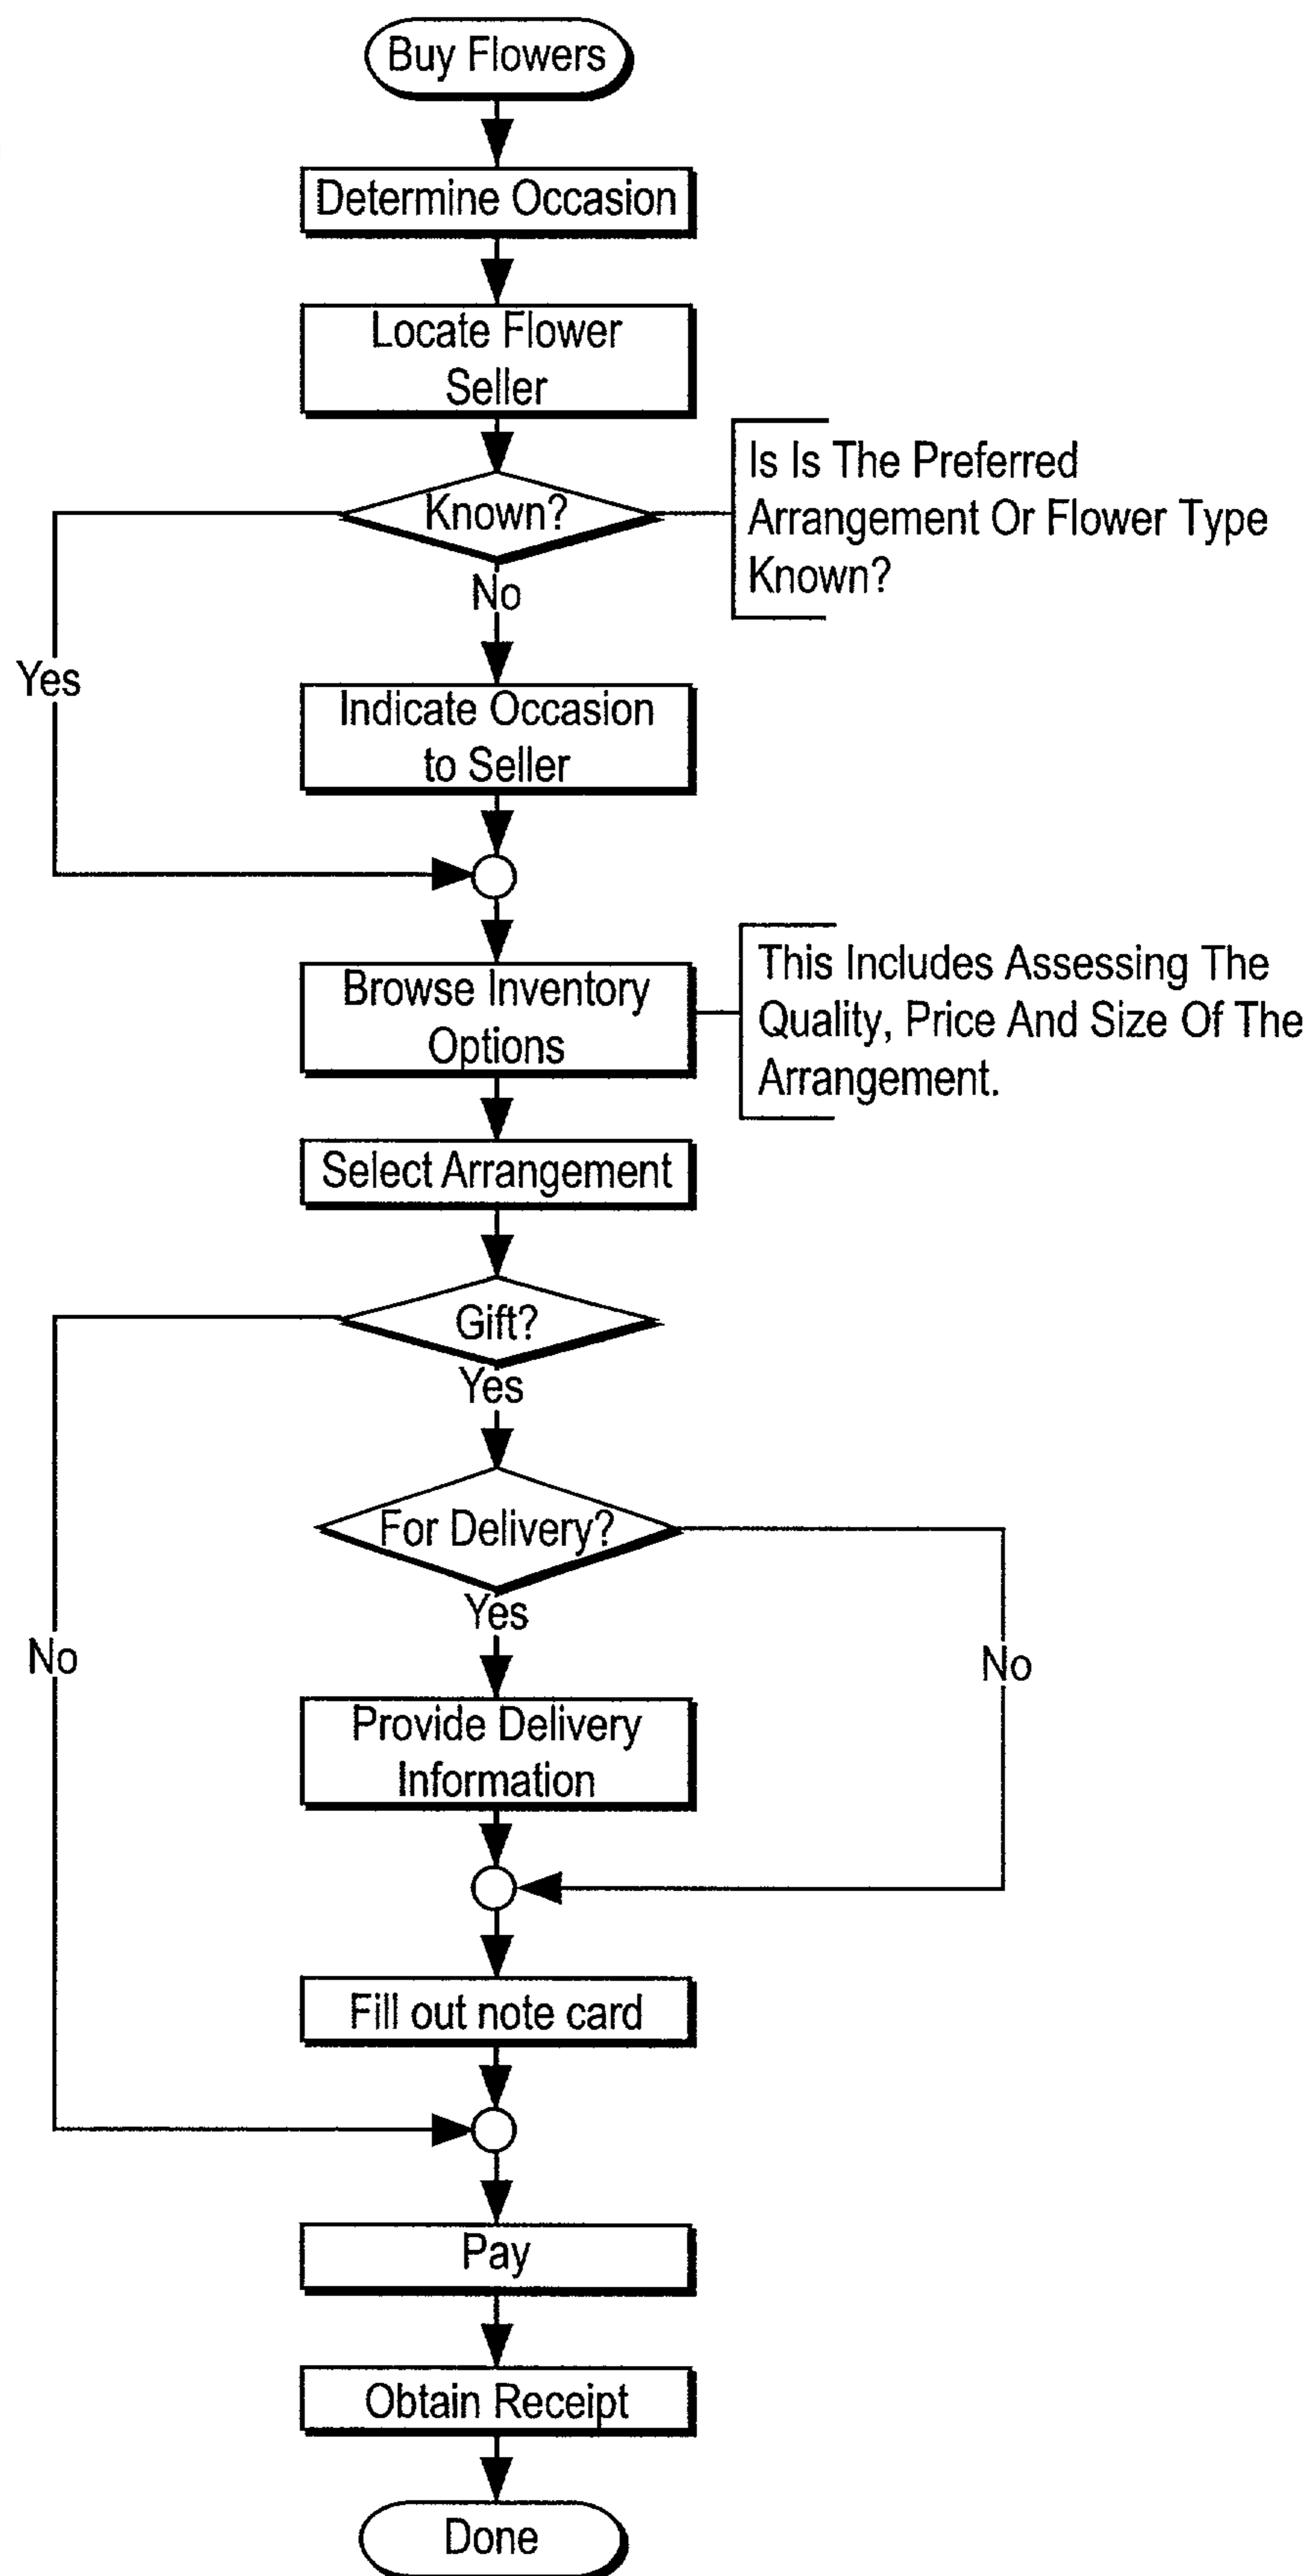 Buy Flowers
Determine Occasion
Locate Flower
Seller
Known?
Is Is The Preferred
Arrangement Or Flower Type
Known?
No
Yes
Indicate Occasion
to Seller
Browse Inventory
Options
This Includes Assessing The
Quality, Price And Size Of The
Arrangement.
Select Arrangement
Gift?
Yes
For Delivery?
Yes
No
No
Provide Delivery
Information
Fill out note card
Pay
Obtain Receipt
Done